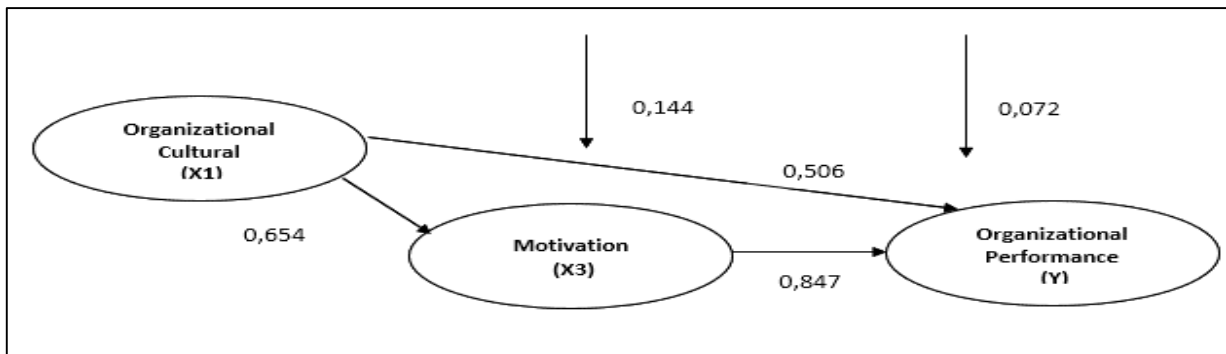 0,144
0,072
Organizational
Cultural
(X1)
0,506
0,654
Motivation
(X3)
Organizational
Performance
(Y)
0,847